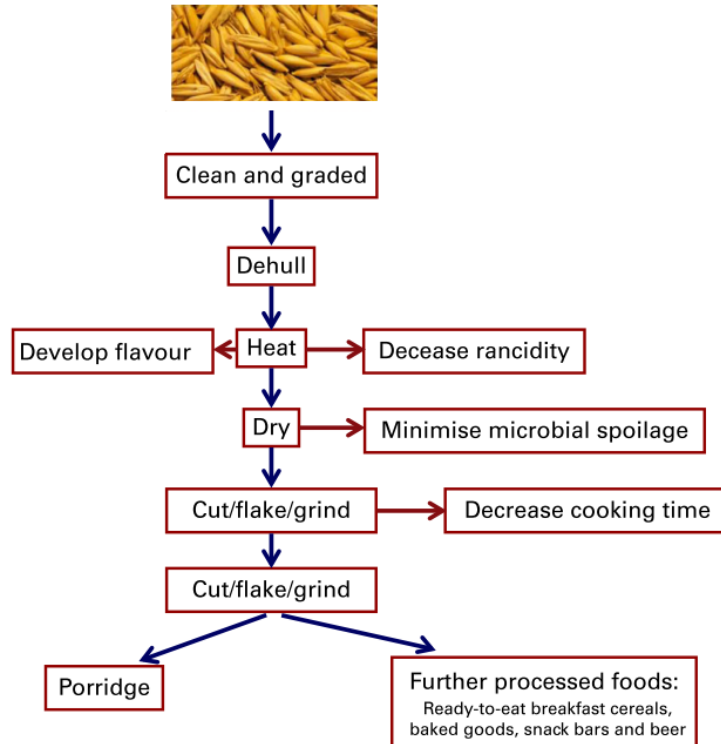 Clean and graded
Dehull
Develop flavour
Heat
Decease rancidity
Dry
Minimise microbial spoilage
Cut/flake/grind
Decrease cooking time
Cut/flake/grind
Porridge
Further processed foods:
Ready-to-eat breakfast cereals,
baked goods, snack bars and beer